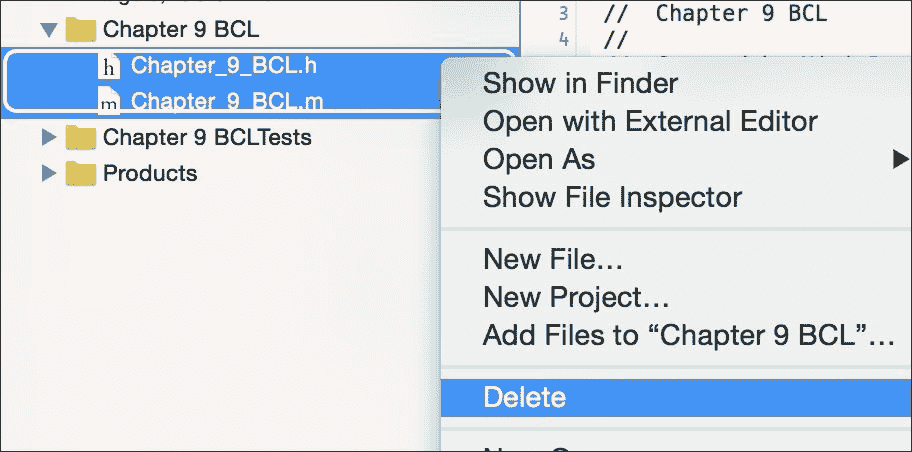 Chapter 9 BCL
Chapter_9_BCL.h
Chapter_9_BCL.m
Chapter 9 BCLTests
Products
3 // Chapter 9 BCL
4 //
Show in Finder
Open with External Editor
Open As
Show File Inspector
New File…
New Project…
Add Files to “Chapter 9 BCL”…
Delete